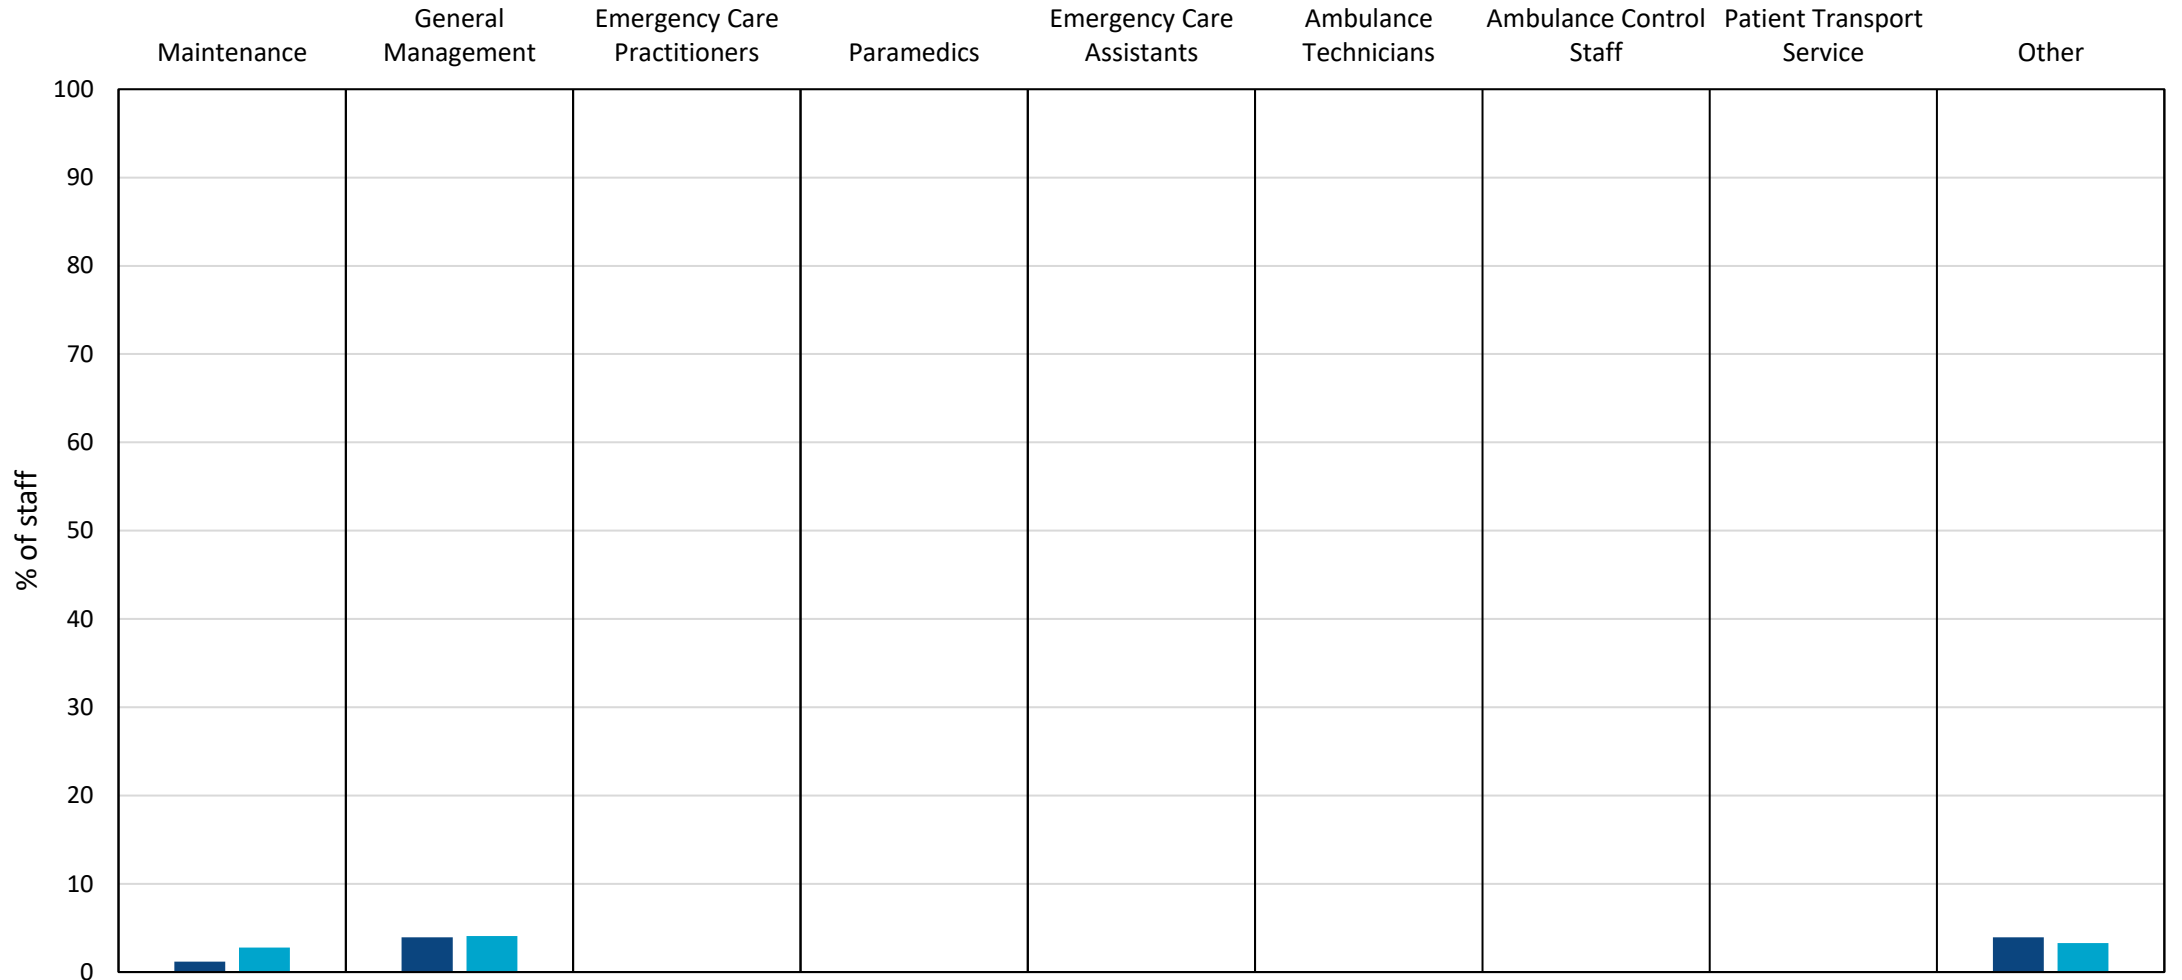 Maintenance
General
Management
Emergency Care
Practitioners
Paramedics
Emergency Care
Assistants
Ambulance
Technicians
Ambulance Control
Staff
Patient Transport
Service
Other
100
90
80
70
60
50
40
30
20
10
0
% of staff